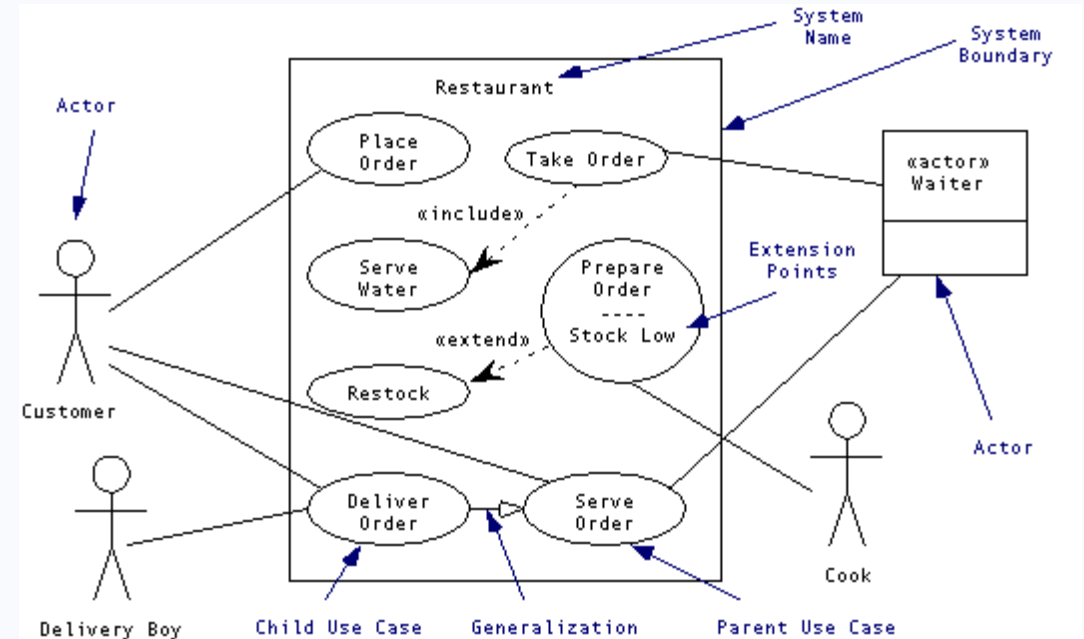 System
Name
System
Boundary
Restaurant
Actor
Place
Order
Take Order
«actor»
Waiter
«include»
Serve
Water
Prepare
Order
----
Stock Low
Extension
Points
«extend»
Restock
Customer
Actor
Deliver
Order
Serve
Order
Cook
Delivery Boy
Child Use Case
Generalization
Parent Use Case